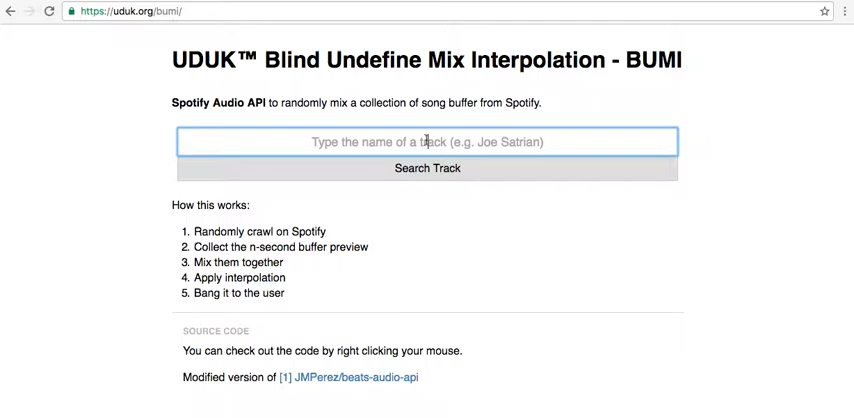 https://uduk.org/bumi/
UDUK™ Blind Undefine Mix Interpolation - BUMI
Spotify Audio API to randomly mix a collection of song buffer from Spotify.
Type the name of a track (e.g. Joe Satrian)
Search Track
How this works:
1. Randomly crawl on Spotify
2. Collect the n-second buffer preview
3. Mix them together
4. Apply interpolation
5. Bang it to the user
SOURCE CODE
You can check out the code by right clicking your mouse.
Modified version of [1] JMPerez/beats-audio-api